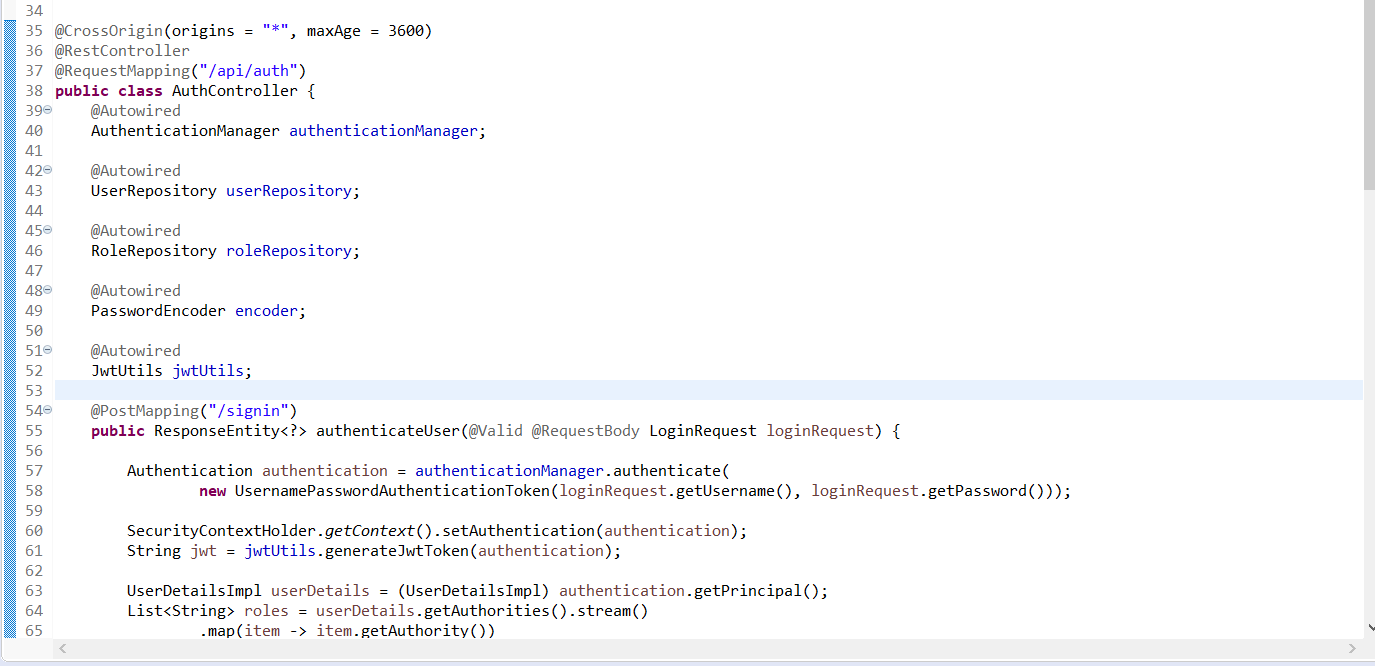 34
35 @CrossOrigin(origins = "*", maxAge = 3600)
36 @RestController
37 @RequestMapping("/api/auth")
38 public class AuthController {
39     @Autowired
40     AuthenticationManager authenticationManager;
41
42     @Autowired
43     UserRepository userRepository;
44
45     @Autowired
46     RoleRepository roleRepository;
47
48     @Autowired
49     PasswordEncoder encoder;
50
51     @Autowired
52     JwtUtils jwtUtils;
53
54     @PostMapping("/signin")
55     public ResponseEntity<?> authenticateUser(@Valid @RequestBody LoginRequest loginRequest) {
56
57         Authentication authentication = authenticationManager.authenticate(
58                 new UsernamePasswordAuthenticationToken(loginRequest.getUsername(), loginRequest.getPassword()));
59
60         SecurityContextHolder.getContext().setAuthentication(authentication);
61         String jwt = jwtUtils.generateJwtToken(authentication);
62
63         UserDetailsImpl userDetails = (UserDetailsImpl) authentication.getPrincipal();
64         List<String> roles = userDetails.getAuthorities().stream()
65                 .map(item -> item.getAuthority())